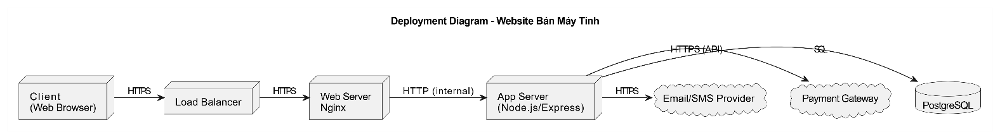 Deployment Diagram - Website Bán Máy Tính
HTTPS (API)
SQL
Client
(Web Browser)
HTTPS
Load Balancer
HTTPS
Web Server
Nginx
HTTP (internal)
App Server
(Node.js/Express)
HTTPS
Email/SMS Provider
Payment Gateway
PostgreSQL